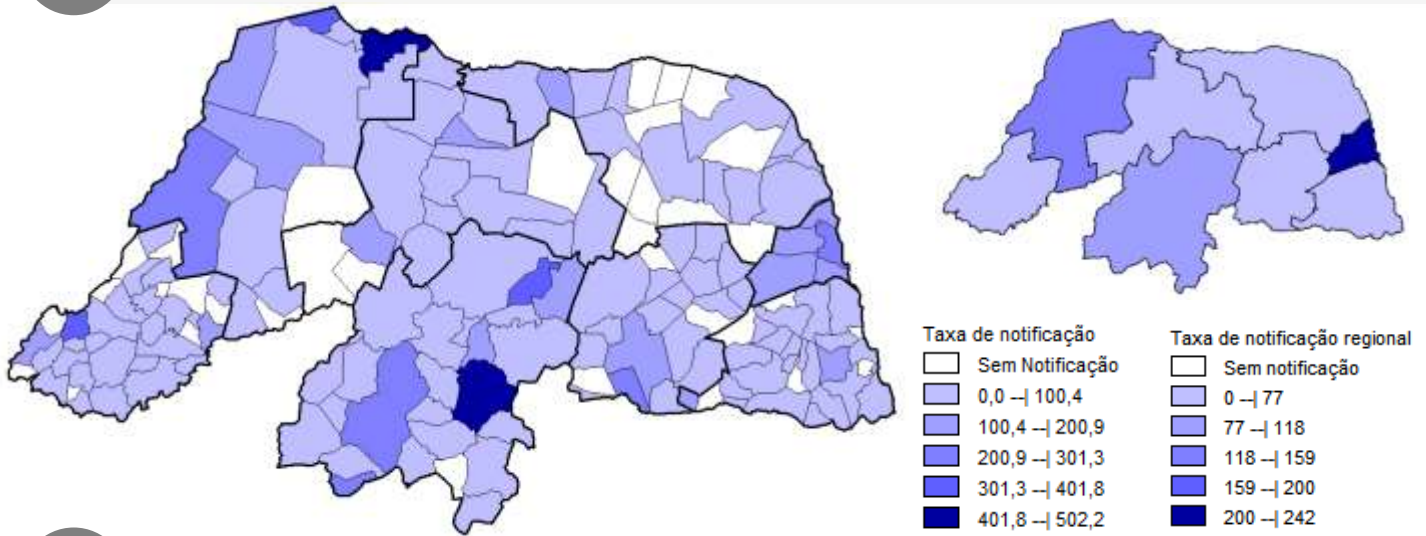 Taxa de notificação
Sem Notificação
0,0 --| 100,4
100,4 --| 200,9
200,9 --| 301,3
301,3 --| 401,8
401,8 --| 502,2
Taxa de notificação regional
Sem notificação
0 --| 77
77 --| 118
118 --| 159
159 --| 200
200 --| 242